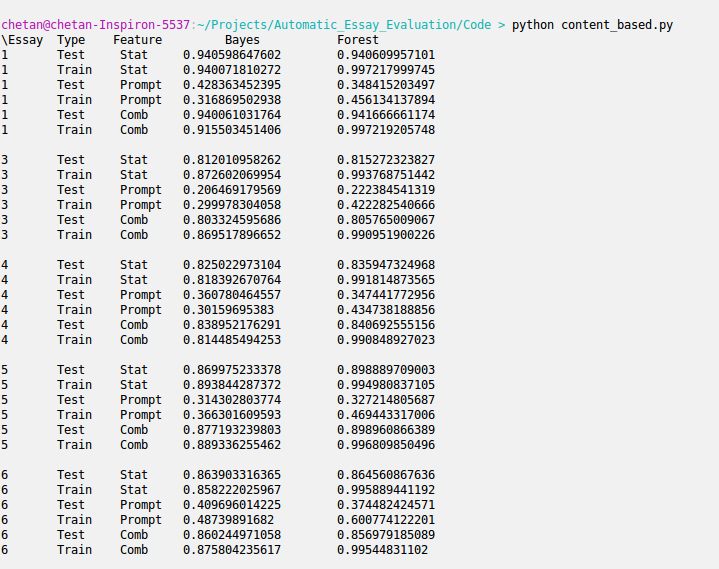 chetan@chetan-Inspiron-5537:~/Projects/Automatic_Essay_Evaluation/Code > python content_based.py
\Essay Type Feature Bayes Forest
1 Test Stat 0.940598647602 0.940609957101
1 Train Stat 0.940071810272 0.997217999745
1 Test Prompt 0.428363452395 0.348415203497
1 Train Prompt 0.316869502938 0.456134137894
1 Test Comb 0.940061031764 0.941666661174
1 Train Comb 0.915503451406 0.997219205748
3 Test Stat 0.812010958262 0.815272323827
3 Train Stat 0.872602069954 0.993768751442
3 Test Prompt 0.206469179569 0.222384541319
3 Train Prompt 0.299978304058 0.422282540666
3 Test Comb 0.803324595686 0.805765009067
3 Train Comb 0.869517896652 0.990951900226
4 Test Stat 0.825022973104 0.835947324968
4 Train Stat 0.818392670764 0.991814873565
4 Test Prompt 0.360780464557 0.347441772956
4 Train Prompt 0.30159695383 0.434738188856
4 Test Comb 0.838952176291 0.840692555156
4 Train Comb 0.814485494253 0.990848927023
5 Test Stat 0.869975233378 0.898889709003
5 Train Stat 0.893844287372 0.994980837105
5 Test Prompt 0.314302803774 0.327214805687
5 Train Prompt 0.366301609593 0.469443317006
5 Test Comb 0.877193239803 0.898960866389
5 Train Comb 0.889336255462 0.996809850496
6 Test Stat 0.863903316365 0.864560867636
6 Train Stat 0.858222025967 0.995889441192
6 Test Prompt 0.409696014225 0.374482424571
6 Train Prompt 0.48739891682 0.600774122201
6 Test Comb 0.860244971058 0.856979185089
6 Train Comb 0.875804235617 0.99544831102